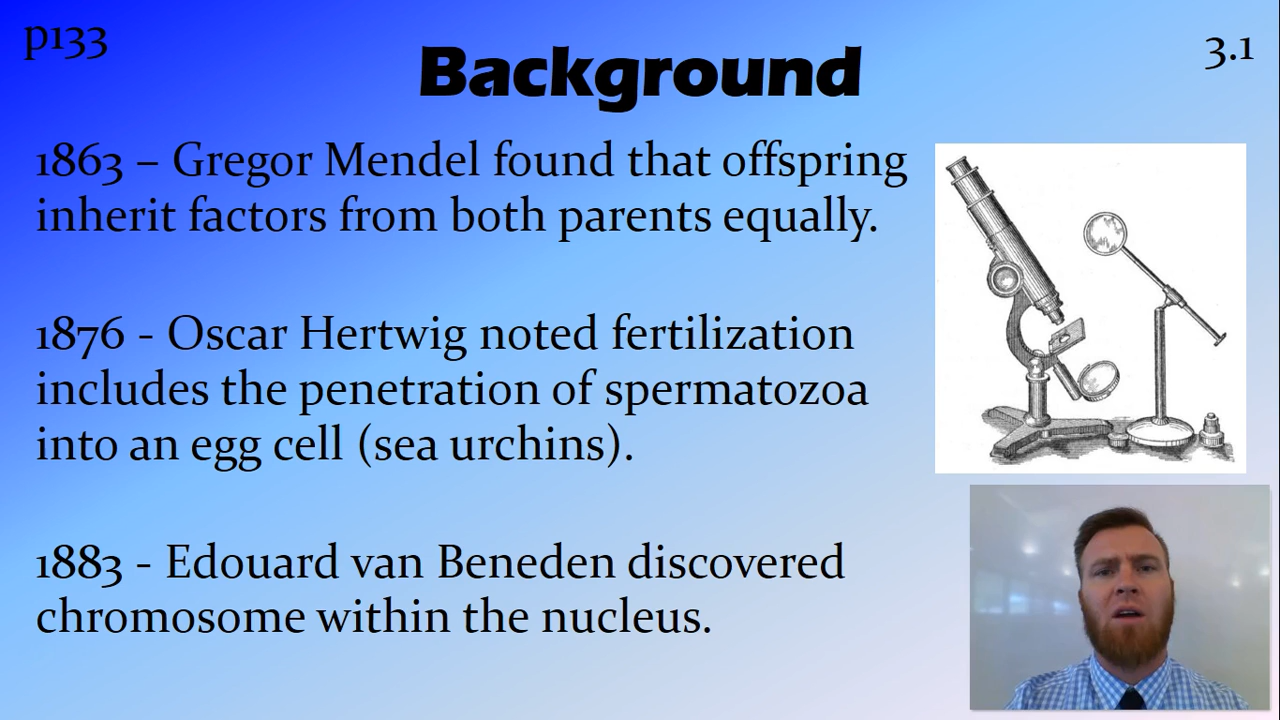 p133
Background
3.1
1863 – Gregor Mendel found that offspring
inherit factors from both parents equally.
1876 - Oscar Hertwig noted fertilization
includes the penetration of spermatozoa
into an egg cell (sea urchins).
1883 - Edouard van Beneden discovered
chromosome within the nucleus.